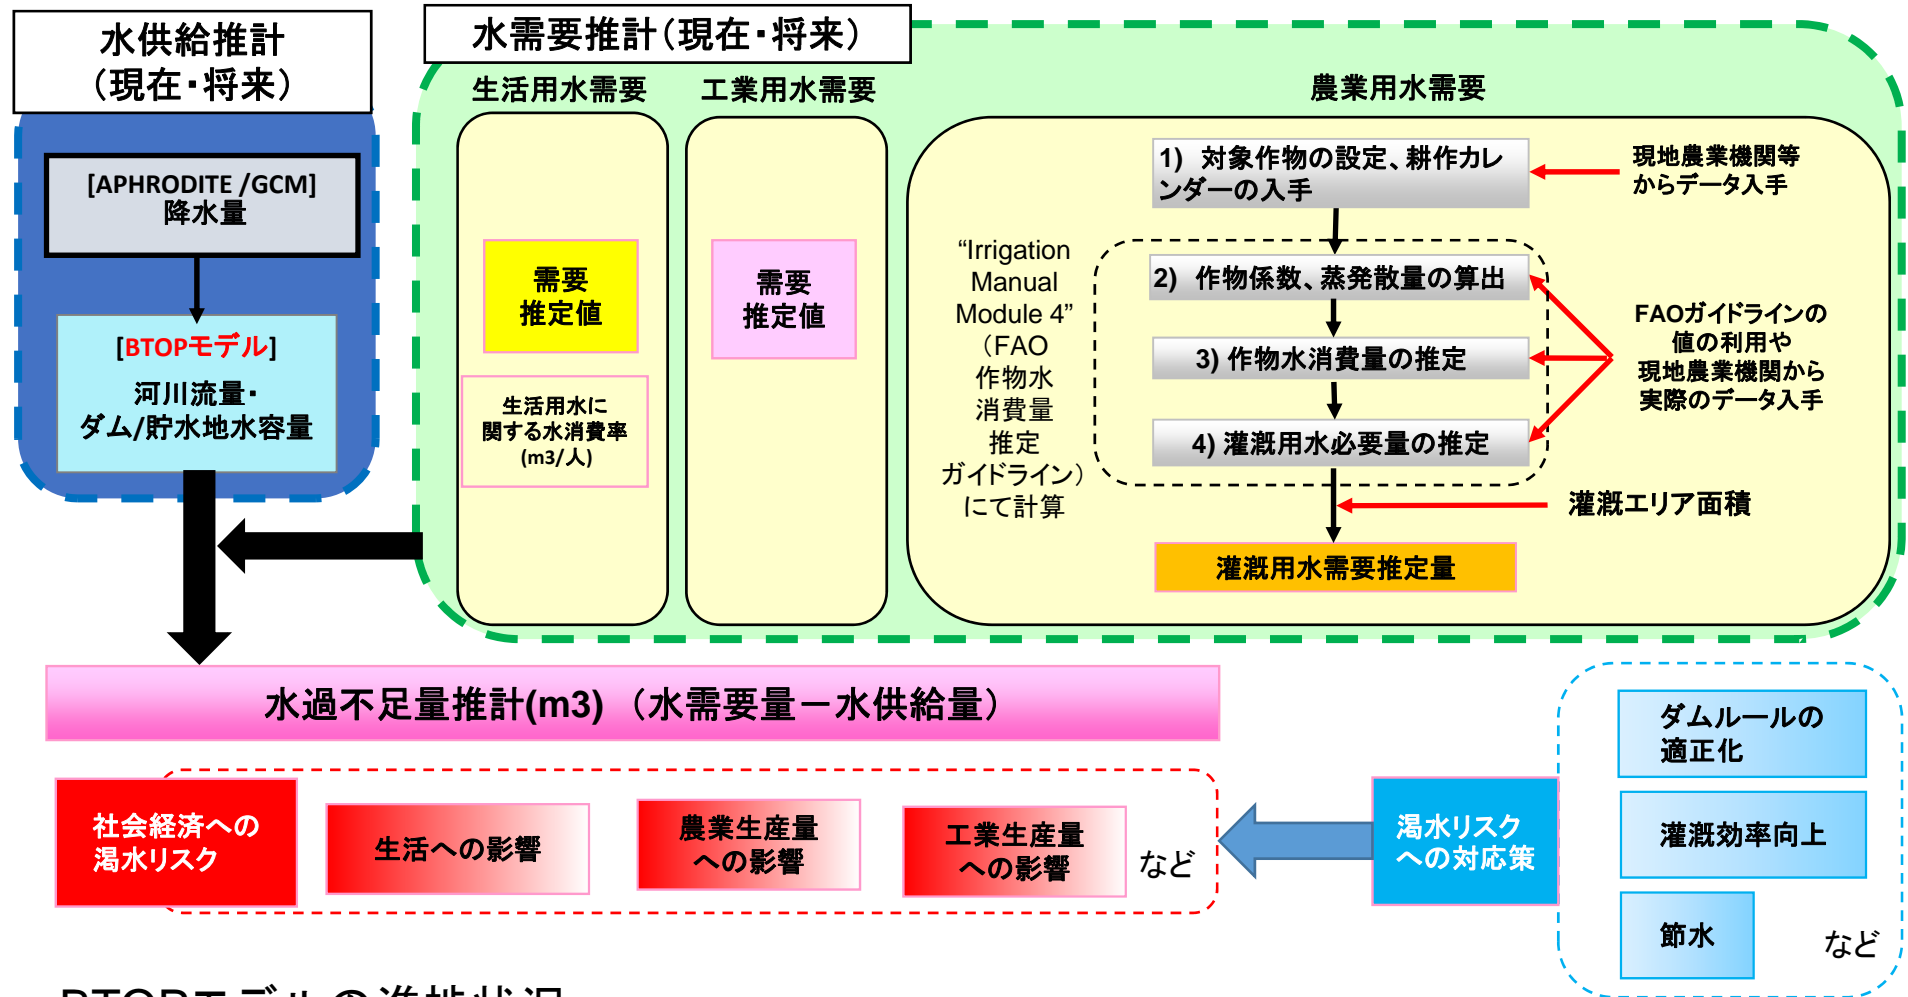 水供給推計
（現在・将来）
[APHRODITE /GCM]
降水量
[BTOPモデル]
河川流量・
ダム/貯水地水容量
水需要推計（現在・将来）
生活用水需要
需要
推定値
生活用水に
関する水消費率
(m3/人)
工業用水需要
需要
推定値
農業用水需要
1) 対象作物の設定、耕作カレ
ンダーの入手
現地農業機関等
からデータ入手
“Irrigation
Manual
Module 4”
（FAO
作物水
消費量
推定
ガイドライン）
にて計算
2) 作物係数、蒸発散量の算出
3) 作物水消費量の推定
4) 灌漑用水必要量の推定
FAOガイドラインの
値の利用や
現地農業機関から
実際のデータ入手
灌漑エリア面積
灌漑用水需要推定量
水過不足量推計(m3) （水需要量－水供給量）
社会経済への
渇水リスク
生活への影響
農業生産量
への影響
工業生産量
への影響
など
渇水リスク
への対応策
ダムルールの
適正化
灌漑効率向上
節水
など
BTOPモデルの進捗状況